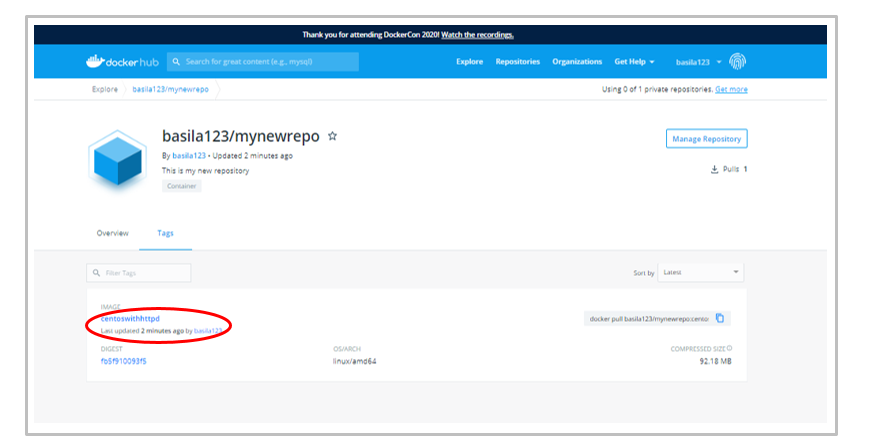 Thank you for attending DockerCon 2020! Watch the recordings.
dockerhub Search for great content (e.g., mysql) Explore Repositories Organizations Get Help basila123
Explore basila123/mynewrepo Using 0 of 1 private repositories. Get more
basila123/mynewrepo
Manage Repository
By basila123 • Updated 2 minutes ago
This is my new repository
Pulls 1
Container
Overview Tags
Filter Tags Sort by Latest
IMAGE
centoswithhttpd
docker pull basila123/mynewrepo:cento
Last updated 2 minutes ago by basila123
DIGEST OS/ARCH COMPRESSED SIZE
fb5f910093f5 linux/amd64 92.18 MB